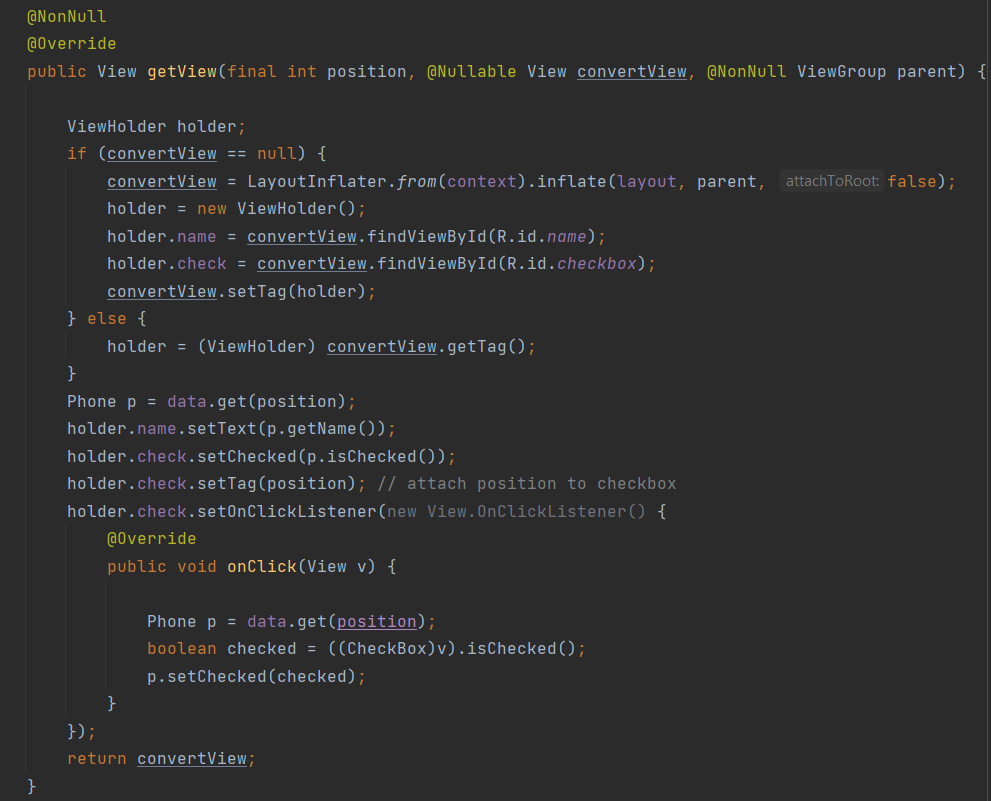 @NonNull
@Override
public View getView(final int position, @Nullable View convertView, @NonNull ViewGroup parent) {
ViewHolder holder;
if (convertView == null) {
convertView = LayoutInflater.from(context).inflate(layout, parent, attachToRoot: false);
holder = new ViewHolder();
holder.name = convertView.findViewById(R.id.name);
holder.check = convertView.findViewById(R.id.checkbox);
convertView.setTag(holder);
} else {
holder = (ViewHolder) convertView.getTag();
}
Phone p = data.get(position);
holder.name.setText(p.getName());
holder.check.setChecked(p.isChecked());
holder.check.setTag(position); // attach position to checkbox
holder.check.setOnClickListener(new View.OnClickListener() {
@Override
public void onClick(View v) {
Phone p = data.get(position);
boolean checked = ((CheckBox)v).isChecked();
p.setChecked(checked);
}
});
return convertView;
}